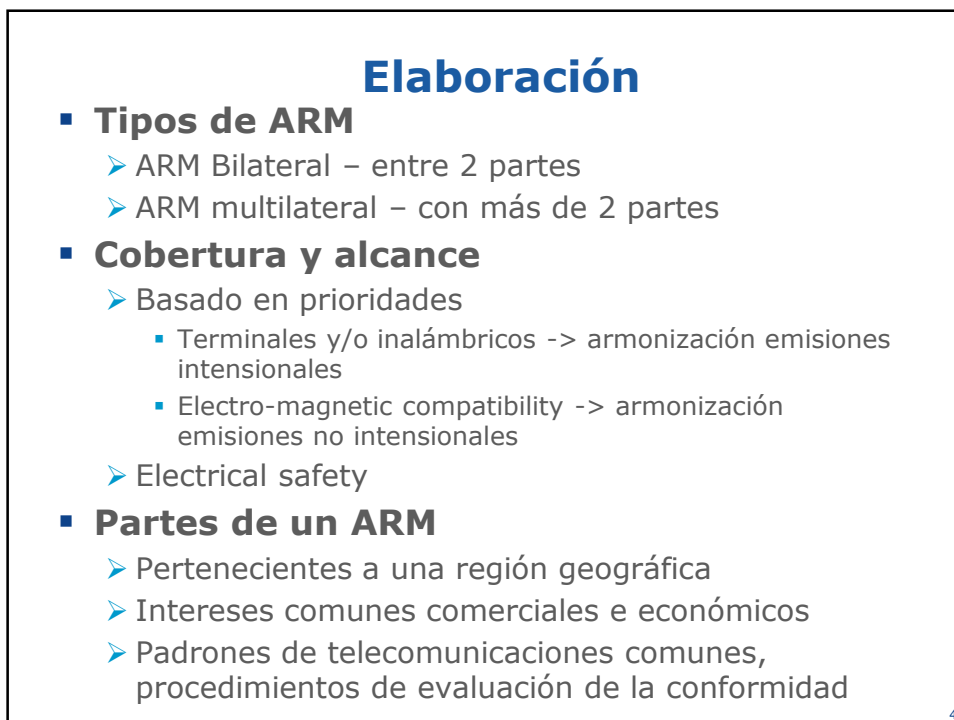 Elaboración
▪ Tipos de ARM
➢ ARM Bilateral – entre 2 partes
➢ ARM multilateral – con más de 2 partes
▪ Cobertura y alcance
➢ Basado en prioridades
▪ Terminales y/o inalámbricos -> armonización emisiones
intensionales
▪ Electro-magnetic compatibility -> armonización
emisiones no intensionales
➢ Electrical safety
▪ Partes de un ARM
➢ Pertenecientes a una región geográfica
➢ Intereses comunes comerciales e económicos
➢ Padrones de telecomunicaciones comunes,
procedimientos de evaluación de la conformidad
4